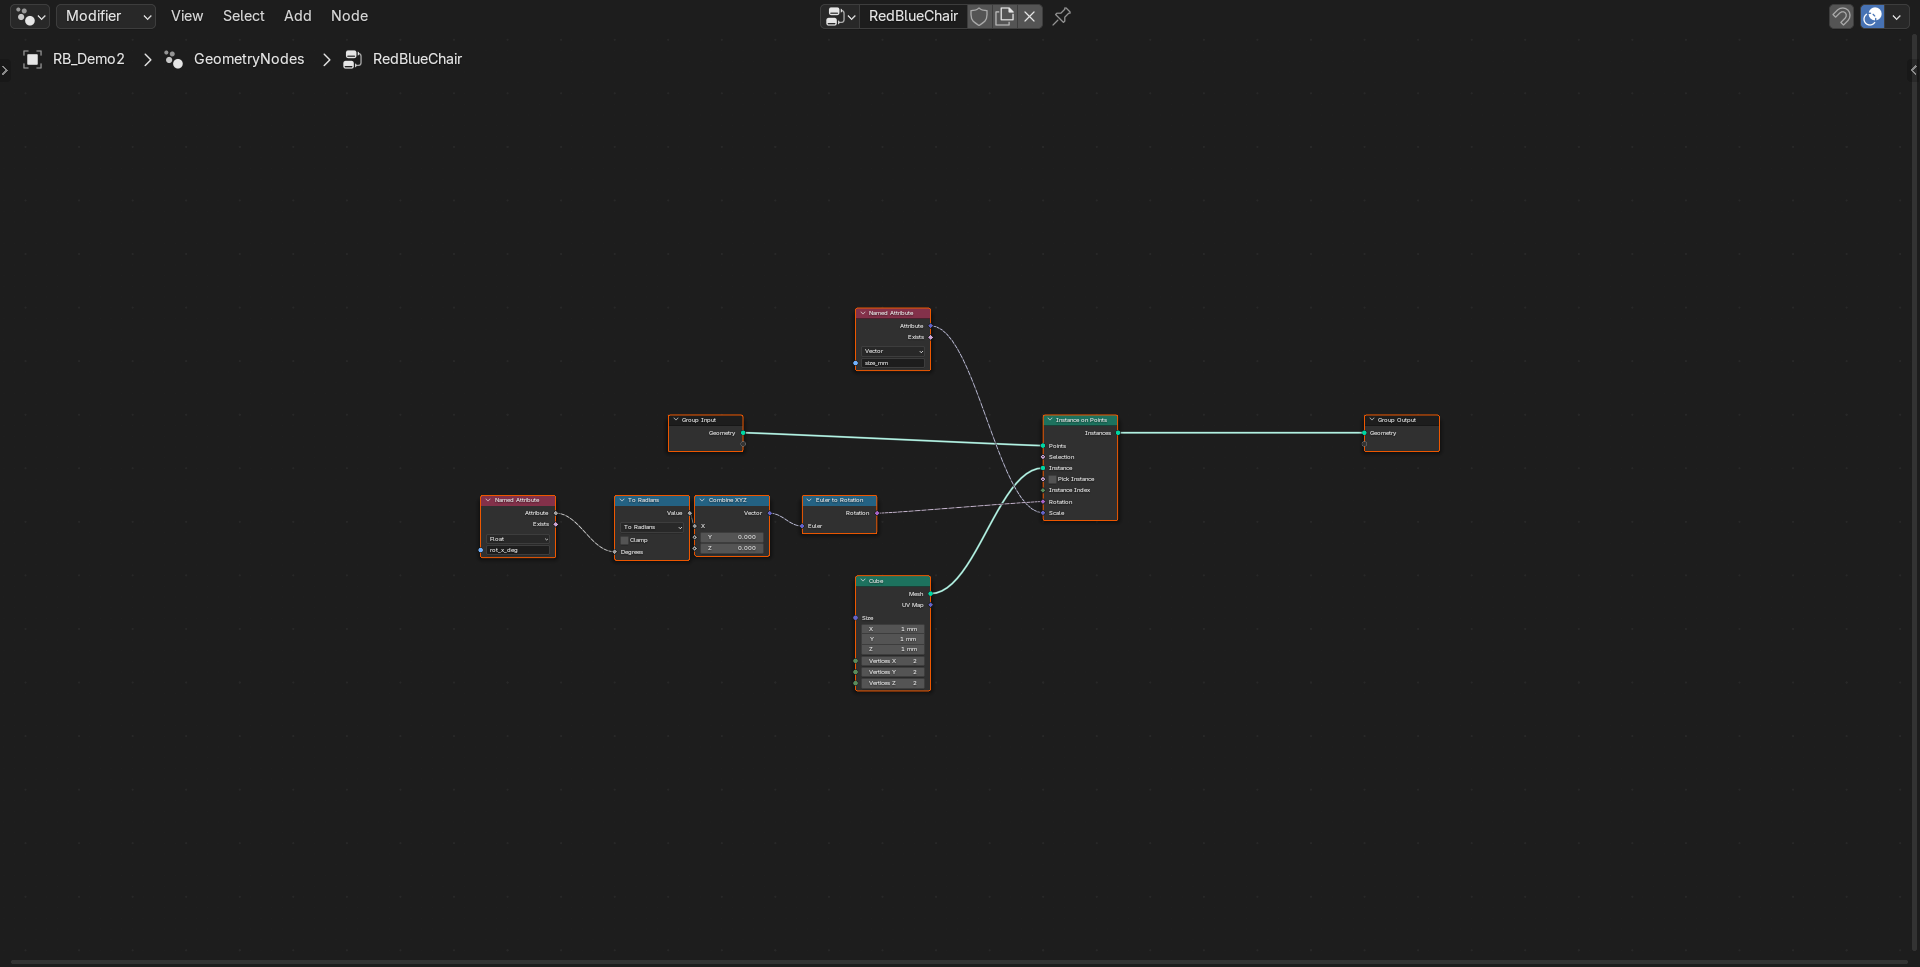 Modifier View Select Add Node RedBlueChair
RB_Demo2 GeometryNodes RedBlueChair
Named Attribute
Attribute
Exists
Vector
size_mm
Group Input
Geometry
Instance on Points
Instances
Points
Selection
Instance
Pick Instance
Instance Index
Rotation
Scale
Group Output
Geometry
Named Attribute
Attribute
Exists
Float
rot_x_deg
To Radians
Value
To Radians
Clamp
Degrees
Combine XYZ
Vector
X
Y 0.000
Z 0.000
Euler to Rotation
Rotation
Euler
Cube
Mesh
UV Map
Size
X 1 mm
Y 1 mm
Z 1 mm
Vertices X 2
Vertices Y 2
Vertices Z 2